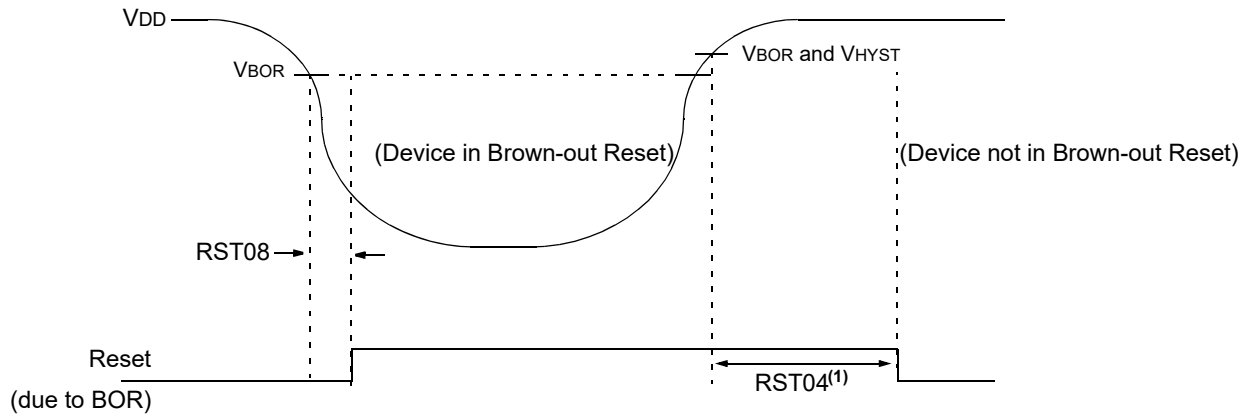 VDD
VBOR
VBOR and VHYST
(Device in Brown-out Reset)
(Device not in Brown-out Reset)
RST08
Reset
(due to BOR)
RST04(1)